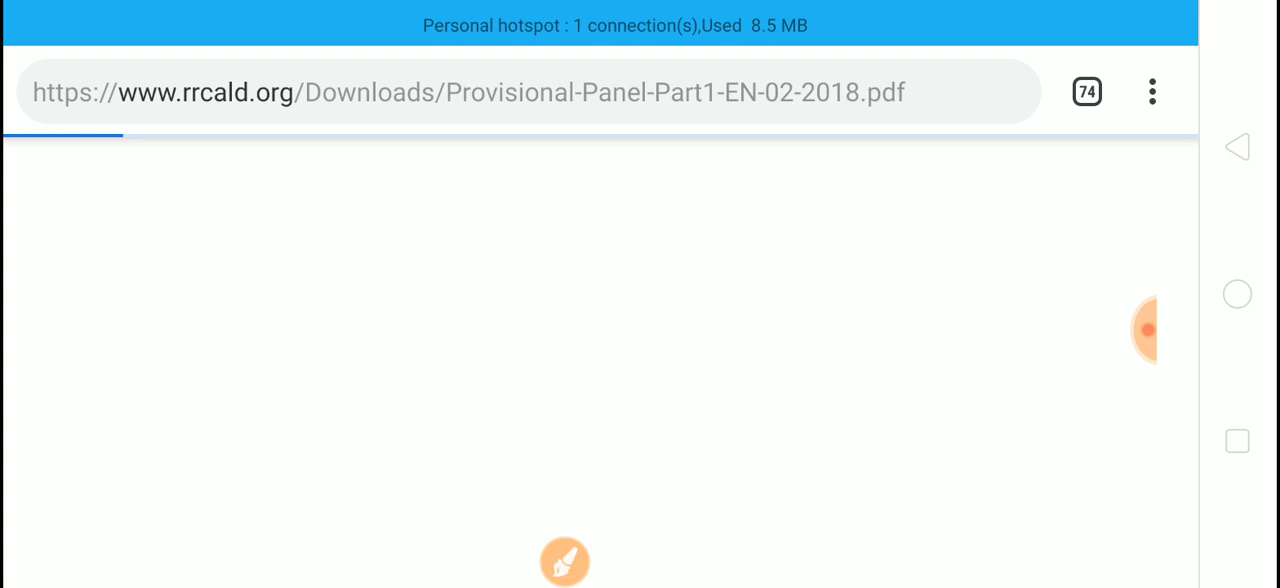 Personal hotspot : 1 connection(s),Used 8.5 MB
https://www.rrcald.org/Downloads/Provisional-Panel-Part1-EN-02-2018.pdf
74